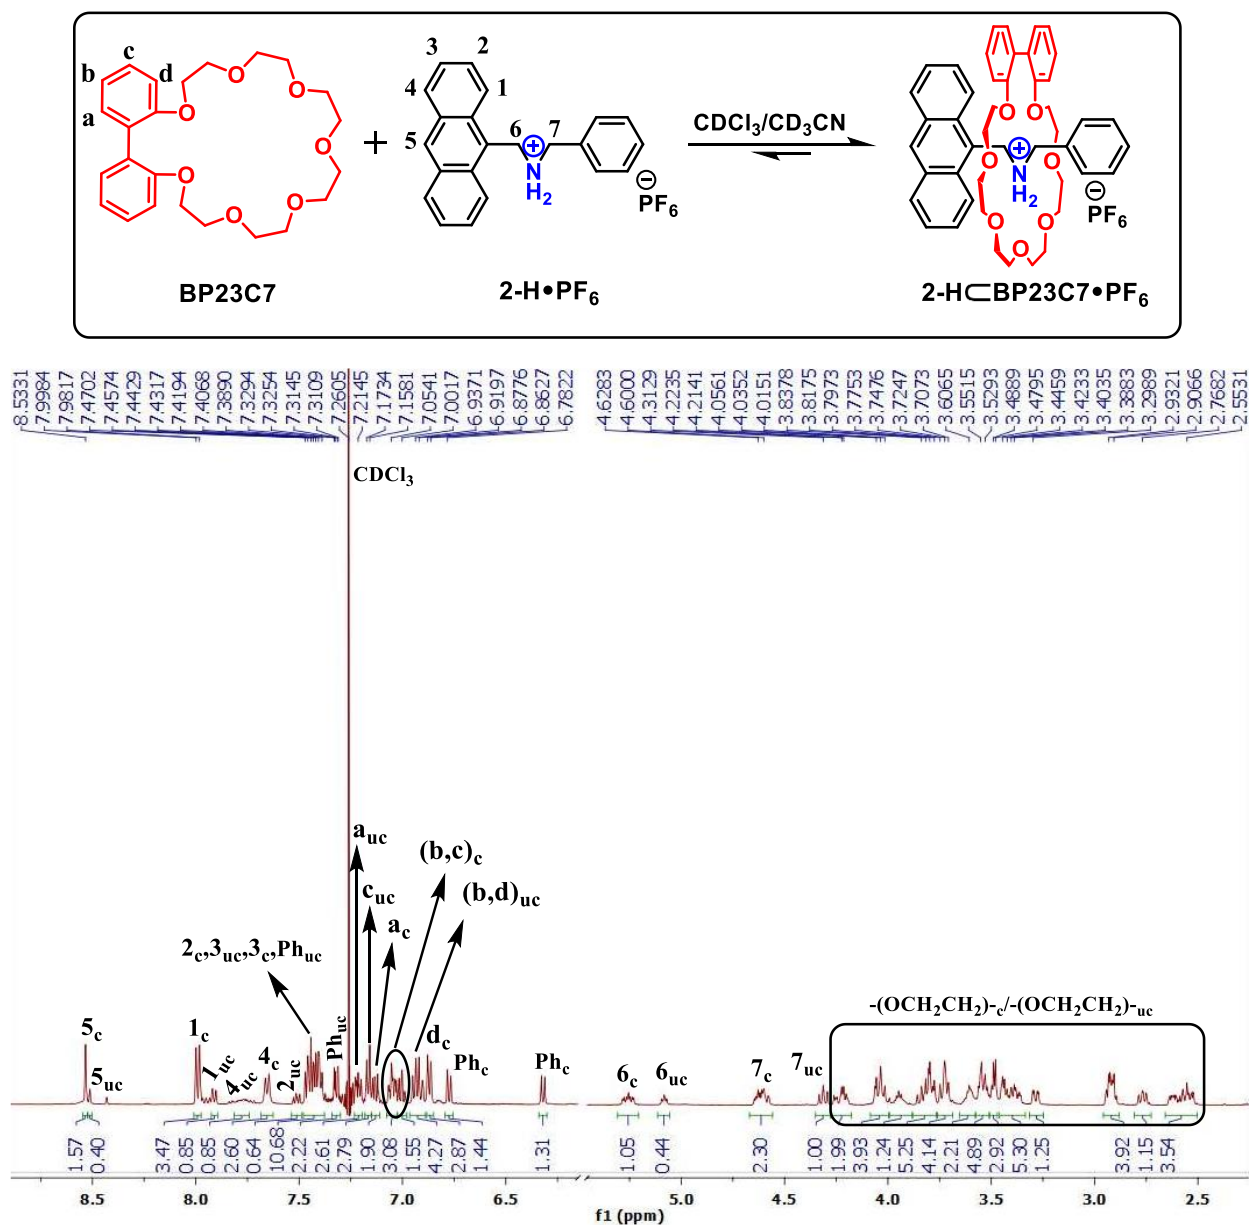 c
b
d
a
O
O
O
O
O
O
O
BP23C7
+
3
2
4
1
5
6
7
N
H2
PF6
2-H•PF6
CDCl3/CD3CN
O
O
O
O
O
O
O
N
H2
PF6
2-H⊂BP23C7•PF6
8.5331
7.9984
7.9817
7.4702
7.4574
7.4429
7.4317
7.4194
7.4068
7.3890
7.3294
7.3254
7.3145
7.3109
7.2605
7.2145
7.1734
7.1581
7.0541
7.0017
6.9371
6.9197
6.8776
6.8627
6.7822
4.6283
4.6000
4.3129
4.2235
4.2141
4.0561
4.0352
4.0151
3.8378
3.8175
3.7973
3.7753
3.7476
3.7247
3.7073
3.6065
3.5515
3.5293
3.4889
3.4795
3.4459
3.4233
3.4035
3.3883
3.2989
2.9321
2.9066
2.7682
2.5531
CDCl3
auc
(b,c)c
cuc
(b,d)uc
ac
2c,3uc,3c,Phuc
-(OCH2CH2)-c/-(OCH2CH2)-uc
5c
5uc
1c
1uc
4uc
4c
2uc
Phuc
dc
Phc
Phc
6c
6uc
7c
7uc
1.57
0.40
3.47
0.85
0.85
2.60
0.64
10.68
2.22
2.61
2.79
1.90
3.08
1.55
4.27
2.87
1.44
1.31
1.05
0.44
2.30
1.00
1.99
3.93
1.24
5.25
4.14
2.21
4.89
2.92
5.30
1.25
3.92
1.15
3.54
8.5 8.0 7.5 7.0 6.5 5.0 4.5 4.0 3.5 3.0 2.5
f1 (ppm)